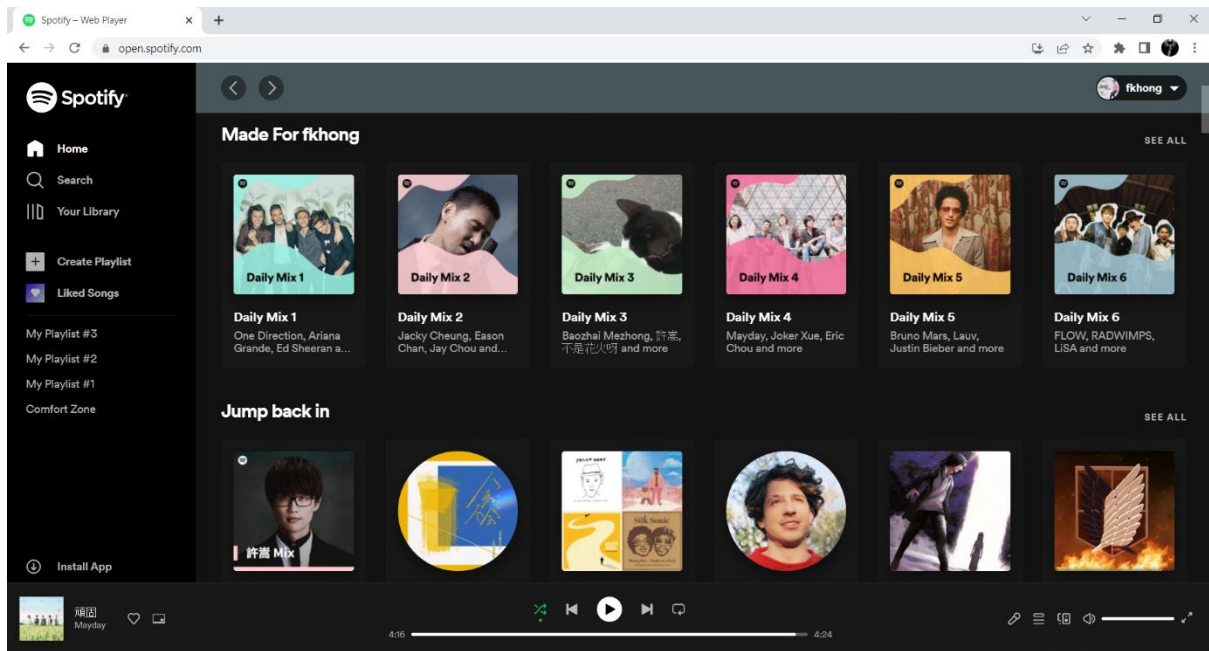 Spotify – Web Player
open.spotify.com
Spotify
fkhong
Home
Search
Your Library
Create Playlist
Liked Songs
My Playlist #3
My Playlist #2
My Playlist #1
Comfort Zone
Install App
Made For fkhong
SEE ALL
Daily Mix 1
Daily Mix 2
Daily Mix 3
Daily Mix 4
Daily Mix 5
Daily Mix 6
Daily Mix 1
One Direction, Ariana
Grande, Ed Sheeran a...
Daily Mix 2
Jacky Cheung, Eason
Chan, Jay Chou and...
Daily Mix 3
Baozhai Mezhong, 許嵩,
不是花火呀 and more
Daily Mix 4
Mayday, Joker Xue, Eric
Chou and more
Daily Mix 5
Bruno Mars, Lauv,
Justin Bieber and more
Daily Mix 6
FLOW, RADWIMPS,
LiSA and more
Jump back in
SEE ALL
許嵩 Mix
Silk Sonic
頑固
Mayday
4:16
4:24